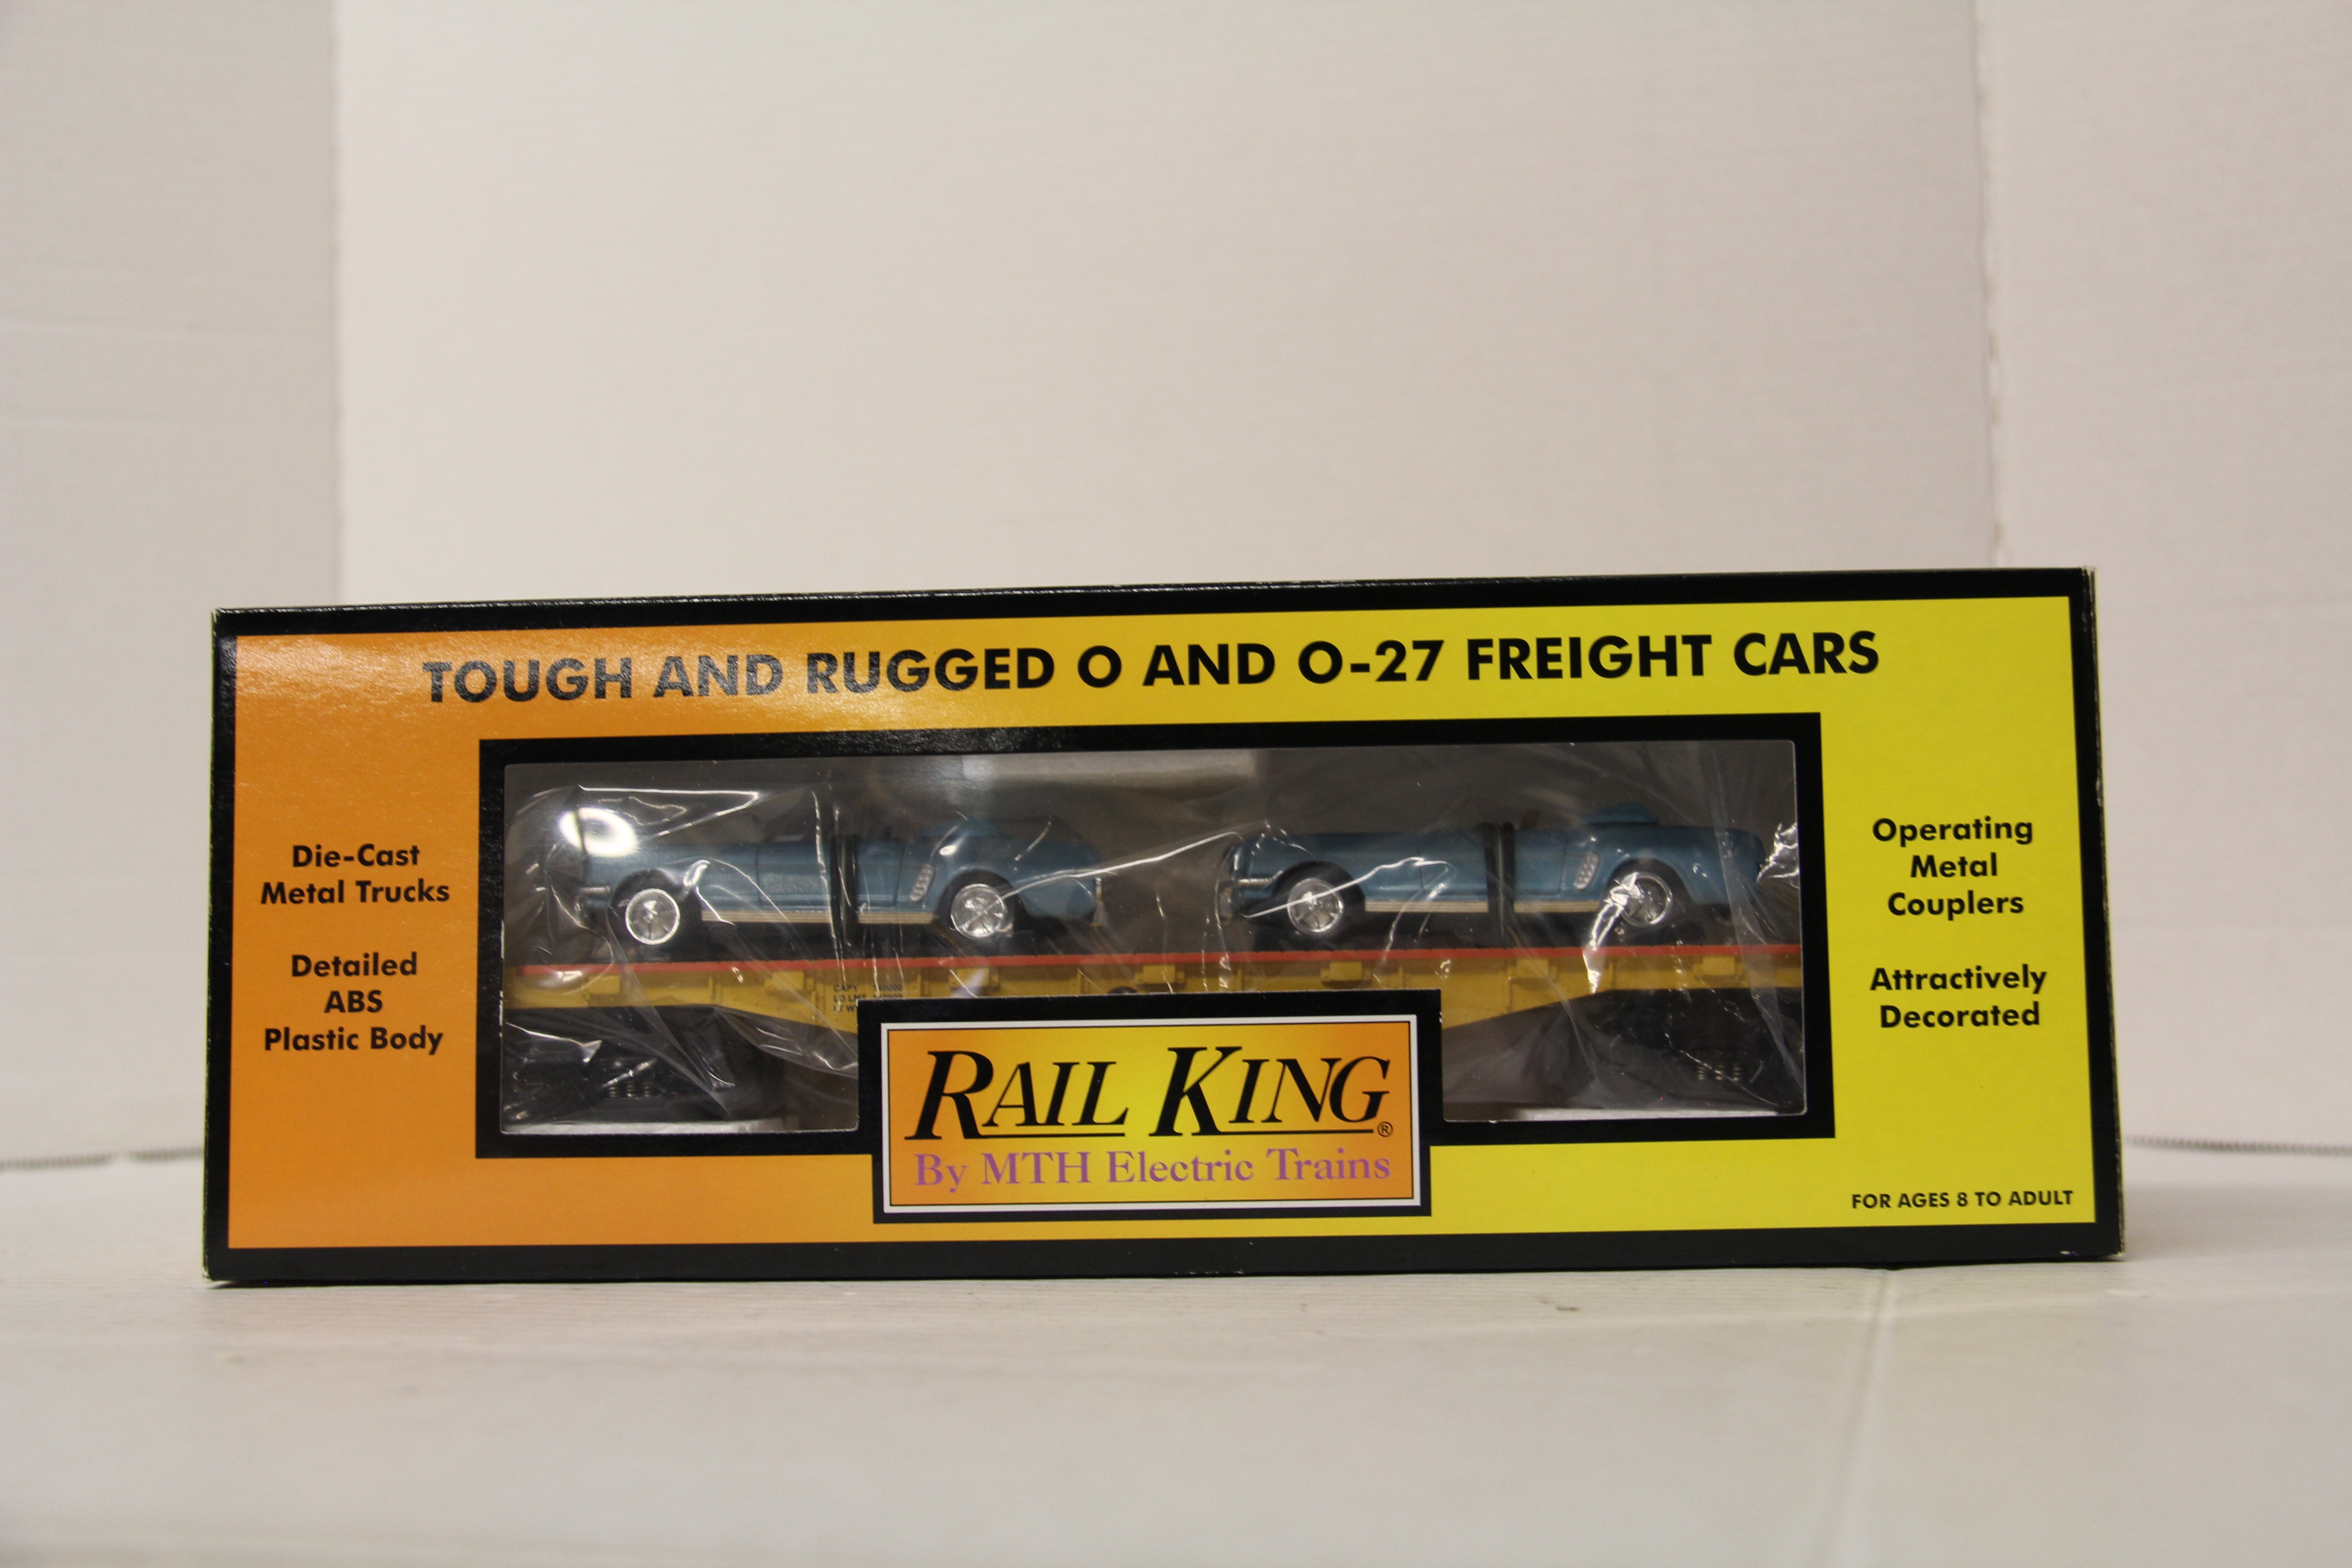 TOUGH AND RUGGED O AND O-27 FREIGHT CARS
Die-Cast
Metal Trucks
Detailed
ABS
Plastic Body
Operating
Metal
Couplers
Attractively
Decorated
CAPY
RAIL KING®
By MTH Electric Trains
FOR AGES 8 TO ADULT